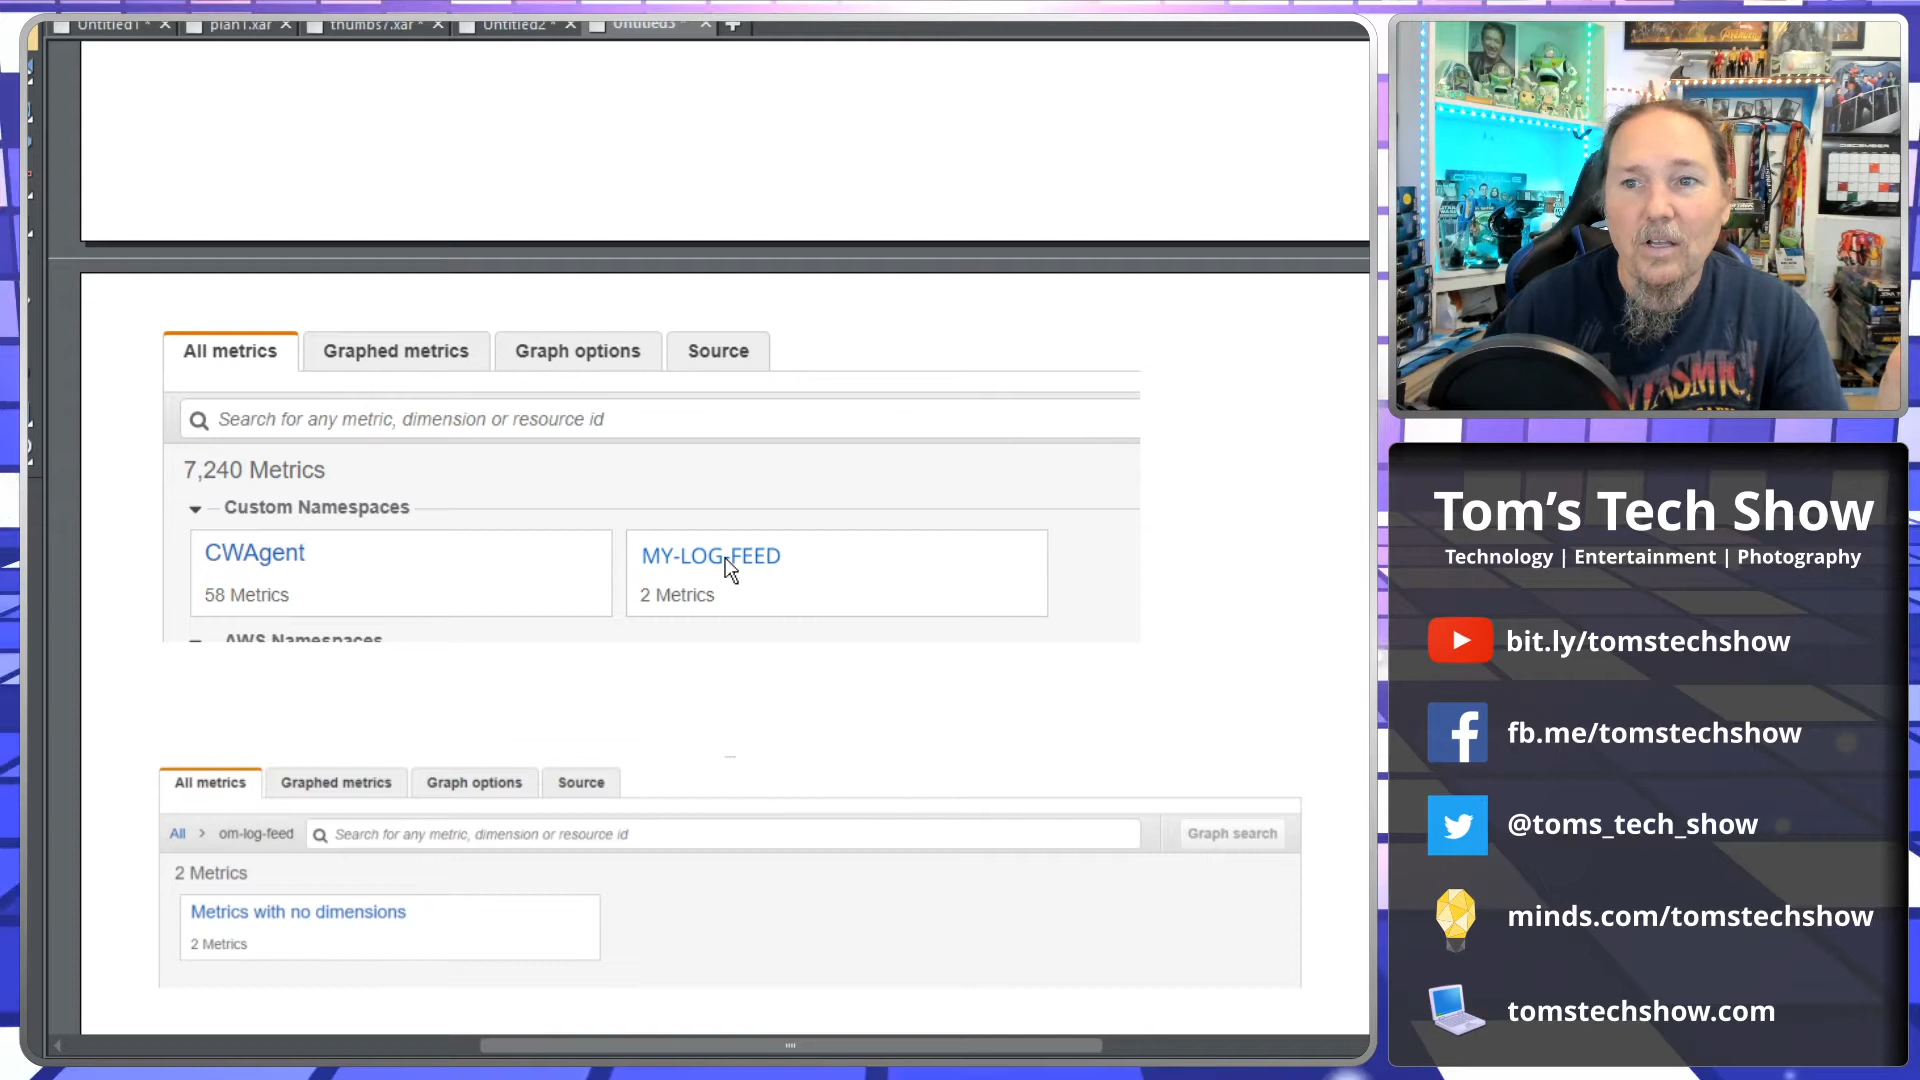 Untitled1 *
plan1.xar
thumbs7.xar *
Untitled2 *
Untitled3 *
All metrics
Graphed metrics
Graph options
Source
Search for any metric, dimension or resource id
7,240 Metrics
Custom Namespaces
CWAgent
58 Metrics
MY-LOG-FEED
2 Metrics
AWS Namespaces
All metrics
Graphed metrics
Graph options
Source
All > om-log-feed
Search for any metric, dimension or resource id
Graph search
2 Metrics
Metrics with no dimensions
2 Metrics
DECEMBER
ORVILLE
Tom's Tech Show
Technology | Entertainment | Photography
bit.ly/tomstechshow
fb.me/tomstechshow
@toms_tech_show
minds.com/tomstechshow
tomstechshow.com